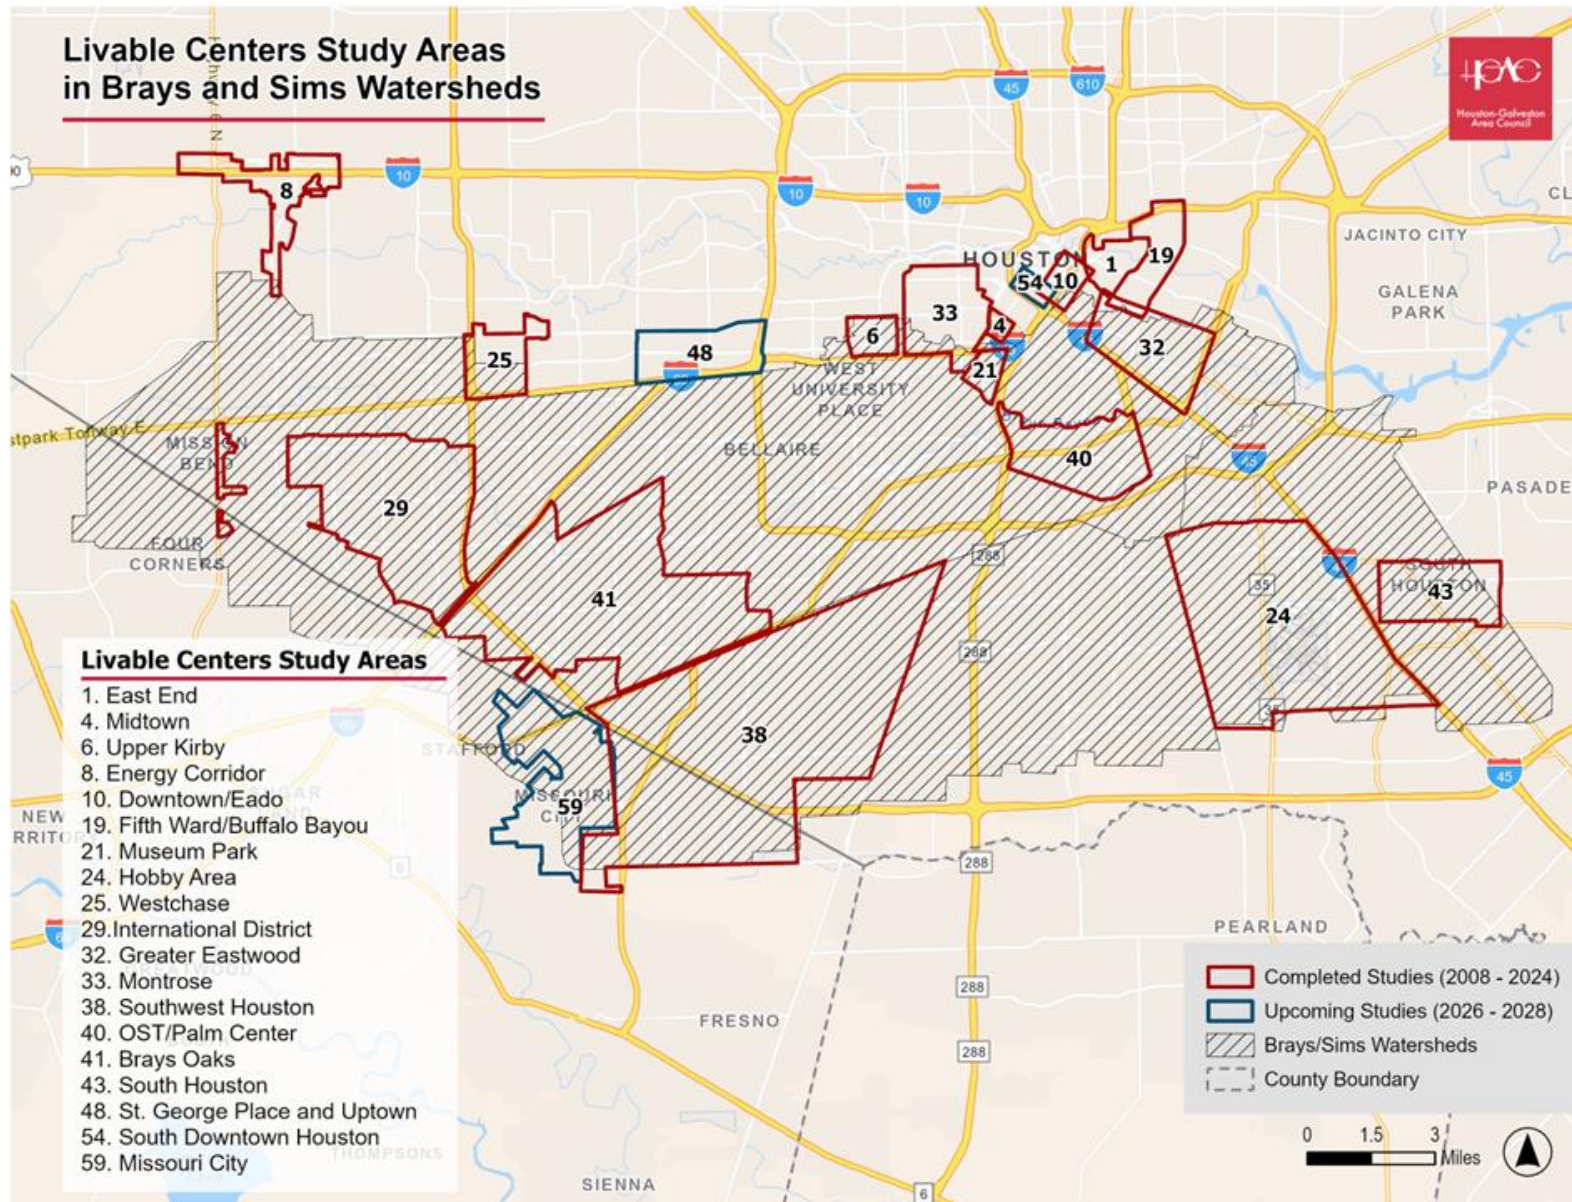 Livable Centers Study Areas
in Brays and Sims Watersheds
Houston-Galveston
Area Council
45
610
10
10
10
8
HOUSTON
JACINTO CITY
GALENA
PARK
1
19
54
10
33
4
6
32
25
48
21
WEST
UNIVERSITY
PLACE
MISSION
BEND
BELLAIRE
40
45
29
288
FOUR
CORNERS
35
SOUTH
HOUSTON
43
41
24
288
35
38
STAFFORD
MISSOURI
CITY
59
45
6
288
PEARLAND
FRESNO
288
288
THOMPSONS
SIENNA
6
Livable Centers Study Areas
1. East End
4. Midtown
6. Upper Kirby
8. Energy Corridor
10. Downtown/Eado
19. Fifth Ward/Buffalo Bayou
21. Museum Park
24. Hobby Area
25. Westchase
29.International District
32. Greater Eastwood
33. Montrose
38. Southwest Houston
40. OST/Palm Center
41. Brays Oaks
43. South Houston
48. St. George Place and Uptown
54. South Downtown Houston
59. Missouri City
Completed Studies (2008 - 2024)
Upcoming Studies (2026 - 2028)
Brays/Sims Watersheds
County Boundary
0 1.5 3
Miles